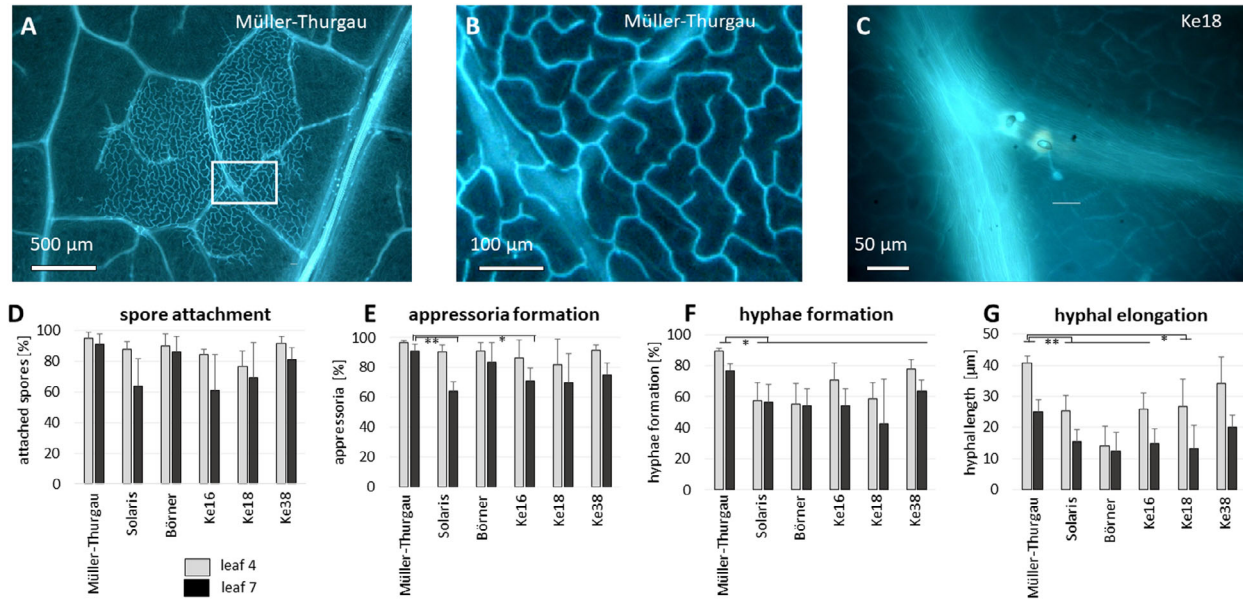 A Müller-Thurgau
500 µm
B Müller-Thurgau
100 µm
C Ke18
50 µm
D spore attachment
attached spores [%]
100
80
60
40
20
0
Müller-Thurgau
Solaris
Börner
Ke16
Ke18
Ke38
leaf 4
leaf 7
E appressoria formation
appressoria [%]
** *
100
80
60
40
20
0
Müller-Thurgau
Solaris
Börner
Ke16
Ke18
Ke38
F hyphae formation
hyphae formation [%]
*
100
80
60
40
20
0
Müller-Thurgau
Solaris
Börner
Ke16
Ke18
Ke38
G hyphal elongation
hyphal length [µm]
** *
50
40
30
20
10
0
Müller-Thurgau
Solaris
Börner
Ke16
Ke18
Ke38